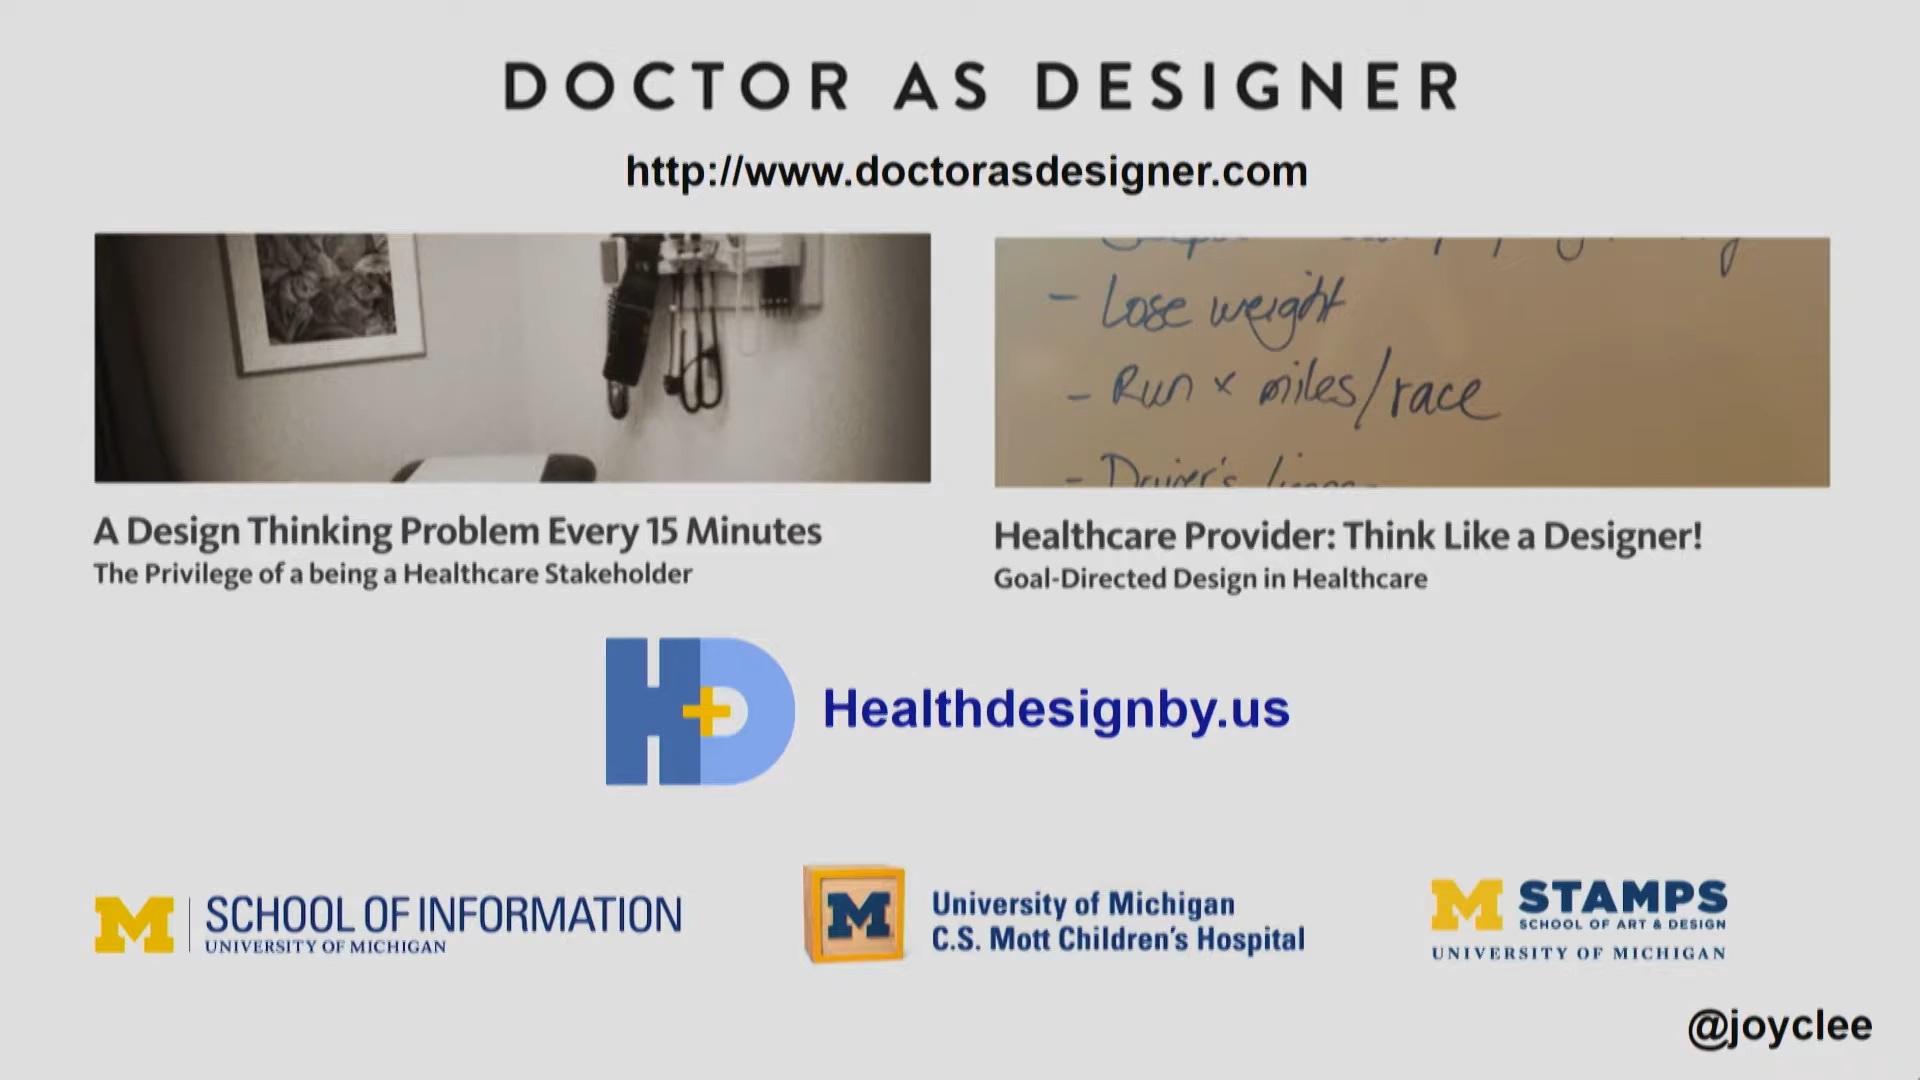 DOCTOR AS DESIGNER
http://www.doctorasdesigner.com
- Lose weight
- Run x miles/race
- Driver's
A Design Thinking Problem Every 15 Minutes
The Privilege of a being a Healthcare Stakeholder
Healthcare Provider: Think Like a Designer!
Goal-Directed Design in Healthcare
HD
Healthdesignby.us
M SCHOOL OF INFORMATION
UNIVERSITY OF MICHIGAN
M
University of Michigan
C.S. Mott Children's Hospital
M STAMPS
SCHOOL OF ART & DESIGN
UNIVERSITY OF MICHIGAN
@joyclee